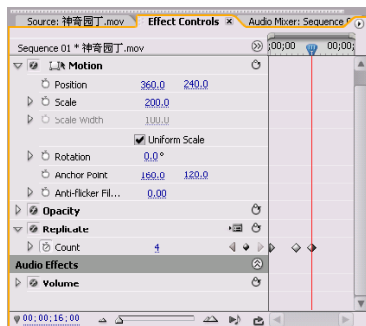 Source: 神奇园丁.mov Effect Controls × Audio Mixer: Sequence
Sequence 01 * 神奇园丁.mov ;00;00 00;00;
Motion
Position 360.0 240.0
Scale 200.0
Scale Width 100.0
Uniform Scale
Rotation 0.0 °
Anchor Point 160.0 120.0
Anti-flicker Fil... 0.00
Opacity
Replicate
Count 4
Audio Effects
Volume
00;00;16;00